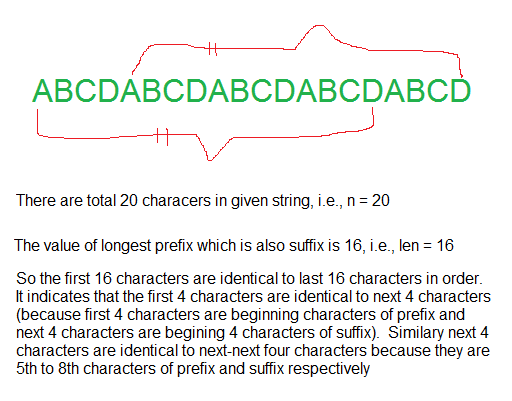 ABCDABCDABCDABCDABCD
There are total 20 characers in given string, i.e., n = 20
The value of longest prefix which is also suffix is 16, i.e., len = 16
So the first 16 characters are identical to last 16 characters in order.
It indicates that the first 4 characters are identical to next 4 characters
(because first 4 characters are beginning characters of prefix and
next 4 characters are begining 4 characters of suffix).  Similary next 4
characters are identical to next-next four characters because they are
5th to 8th characters of prefix and suffix respectively